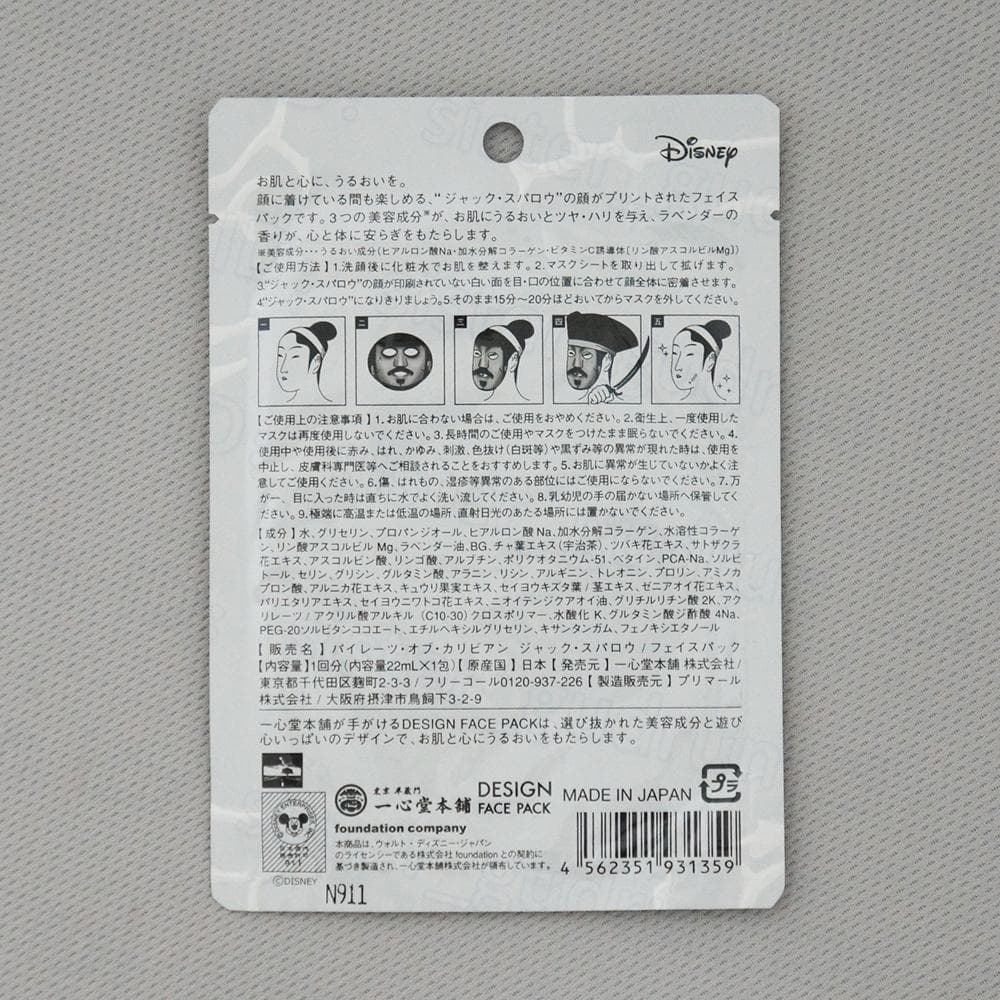 Disney
お肌と心に、うるおいを。
顔に着けている間も楽しめる、“ジャック・スパロウ”の顔がプリントされたフェイス
パックです。3つの美容成分※が、お肌にうるおいとツヤ・ハリを与え、ラベンダーの
香りが、心と体に安らぎをもたらします。
※美容成分・・・うるおい成分(ヒアルロン酸Na・加水分解コラーゲン・ビタミンC誘導体〔リン酸アスコルビルMg〕)
【ご使用方法】1.洗顔後に化粧水でお肌を整えます。2.マスクシートを取り出して拡げます。
3.“ジャック・スパロウ”の顔が印刷されていない白い面を目・口の位置に合わせて顔全体に密着させます。
4.“ジャック・スパロウ”になりきりましょう。5.そのまま15分〜20分ほどおいてからマスクを外してください。
一 二 三 四 五
【ご使用上の注意事項】1.お肌に合わない場合は、ご使用をおやめください。2.衛生上、一度使用した
マスクは再度使用しないでください。3.長時間のご使用やマスクをつけたまま眠らないでください。4.
使用中や使用後に赤み、はれ、かゆみ、刺激、色抜け(白斑等)や黒ずみ等の異常が現れた時は、使用を
中止し、皮膚科専門医等へご相談されることをおすすめします。5.お肌に異常が生じていないかよく注
意してご使用ください。6.傷、はれもの、湿疹等異常のある部位にはご使用にならないでください。7.万
が一、目に入った時は直ちに水でよく洗い流してください。8.乳幼児の手の届かない場所へ保管してく
ださい。9.極端に高温または低温の場所、直射日光のあたる場所には置かないでください。
【成分】水、グリセリン、プロパンジオール、ヒアルロン酸Na、加水分解コラーゲン、水溶性コラーゲ
ン、リン酸アスコルビルMg、ラベンダー油、BG、チャ葉エキス(宇治茶)、ツバキ花エキス、サトザクラ
花エキス、アスコルビン酸、リンゴ酸、アルブチン、ポリクオタニウム-51、ベタイン、PCA-Na、ソルビ
トール、セリン、グリシン、グルタミン酸、アラニン、リシン、アルギニン、トレオニン、プロリン、アミノカ
プロン酸、アルニカ花エキス、キュウリ果実エキス、セイヨウキズタ葉/茎エキス、ゼニアオイ花エキス、
パリエタリアエキス、セイヨウニワトコ花エキス、ニオイテンジクアオイ油、グリチルリチン酸2K、アク
リレーツ/アクリル酸アルキル(C10-30)クロスポリマー、水酸化K、グルタミン酸ジ酢酸4Na、
PEG-20ソルビタンココエート、エチルヘキシルグリセリン、キサンタンガム、フェノキシエタノール
【販売名】パイレーツ・オブ・カリビアン ジャック・スパロウ/フェイスパック
【内容量】1回分(内容量22mL×1包)【原産国】日本【発売元】一心堂本舗 株式会社/
東京都千代田区麹町2-3-3/フリーコール0120-937-226【製造販売元】プリマール
株式会社/大阪府摂津市鳥飼下3-2-9
一心堂本舗が手がけるDESIGN FACE PACKは、選び抜かれた美容成分と遊び
心いっぱいのデザインで、お肌と心にうるおいをもたらします。
東京 半蔵門
一心堂本舗
DESIGN
FACE PACK
MADE IN JAPAN
プラ
foundation company
本商品は、ウォルト・ディズニー・ジャパン
のライセンシーである株式会社foundationとの契約に
基づき製造され、一心堂本舗株式会社が領布しています。
4 562351 931359
©DISNEY
N911